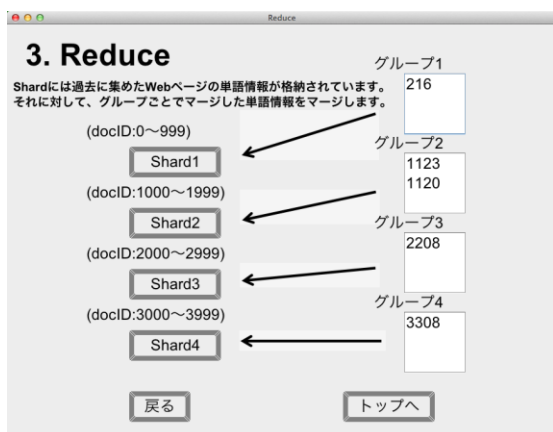 Reduce
3. Reduce
Shardには過去に集めたWebページの単語情報が格納されています。
それに対して、グループごとでマージした単語情報をマージします。
グループ1
216
(docID:0〜999)
Shard1
グループ2
1123
1120
(docID:1000〜1999)
Shard2
グループ3
2208
(docID:2000〜2999)
Shard3
グループ4
3308
(docID:3000〜3999)
Shard4
戻る
トップへ